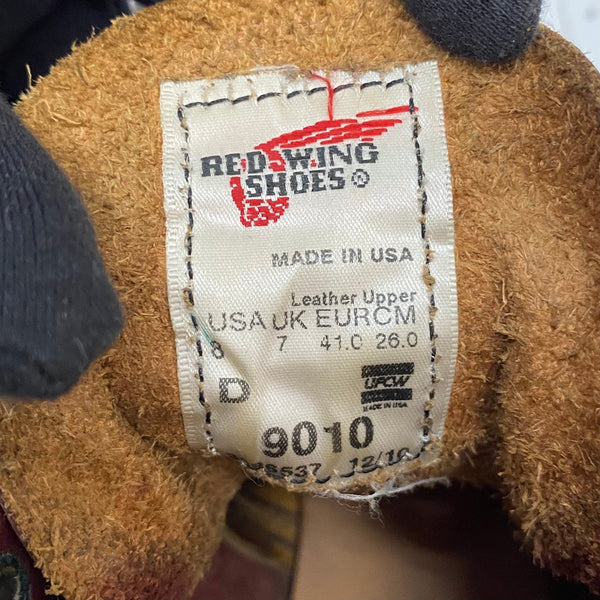 RED WING
SHOES®
MADE IN USA
Leather Upper
USA UK EUR CM
8 7 41.0 26.0
D
UFCW
MADE IN USA
9010
12/16